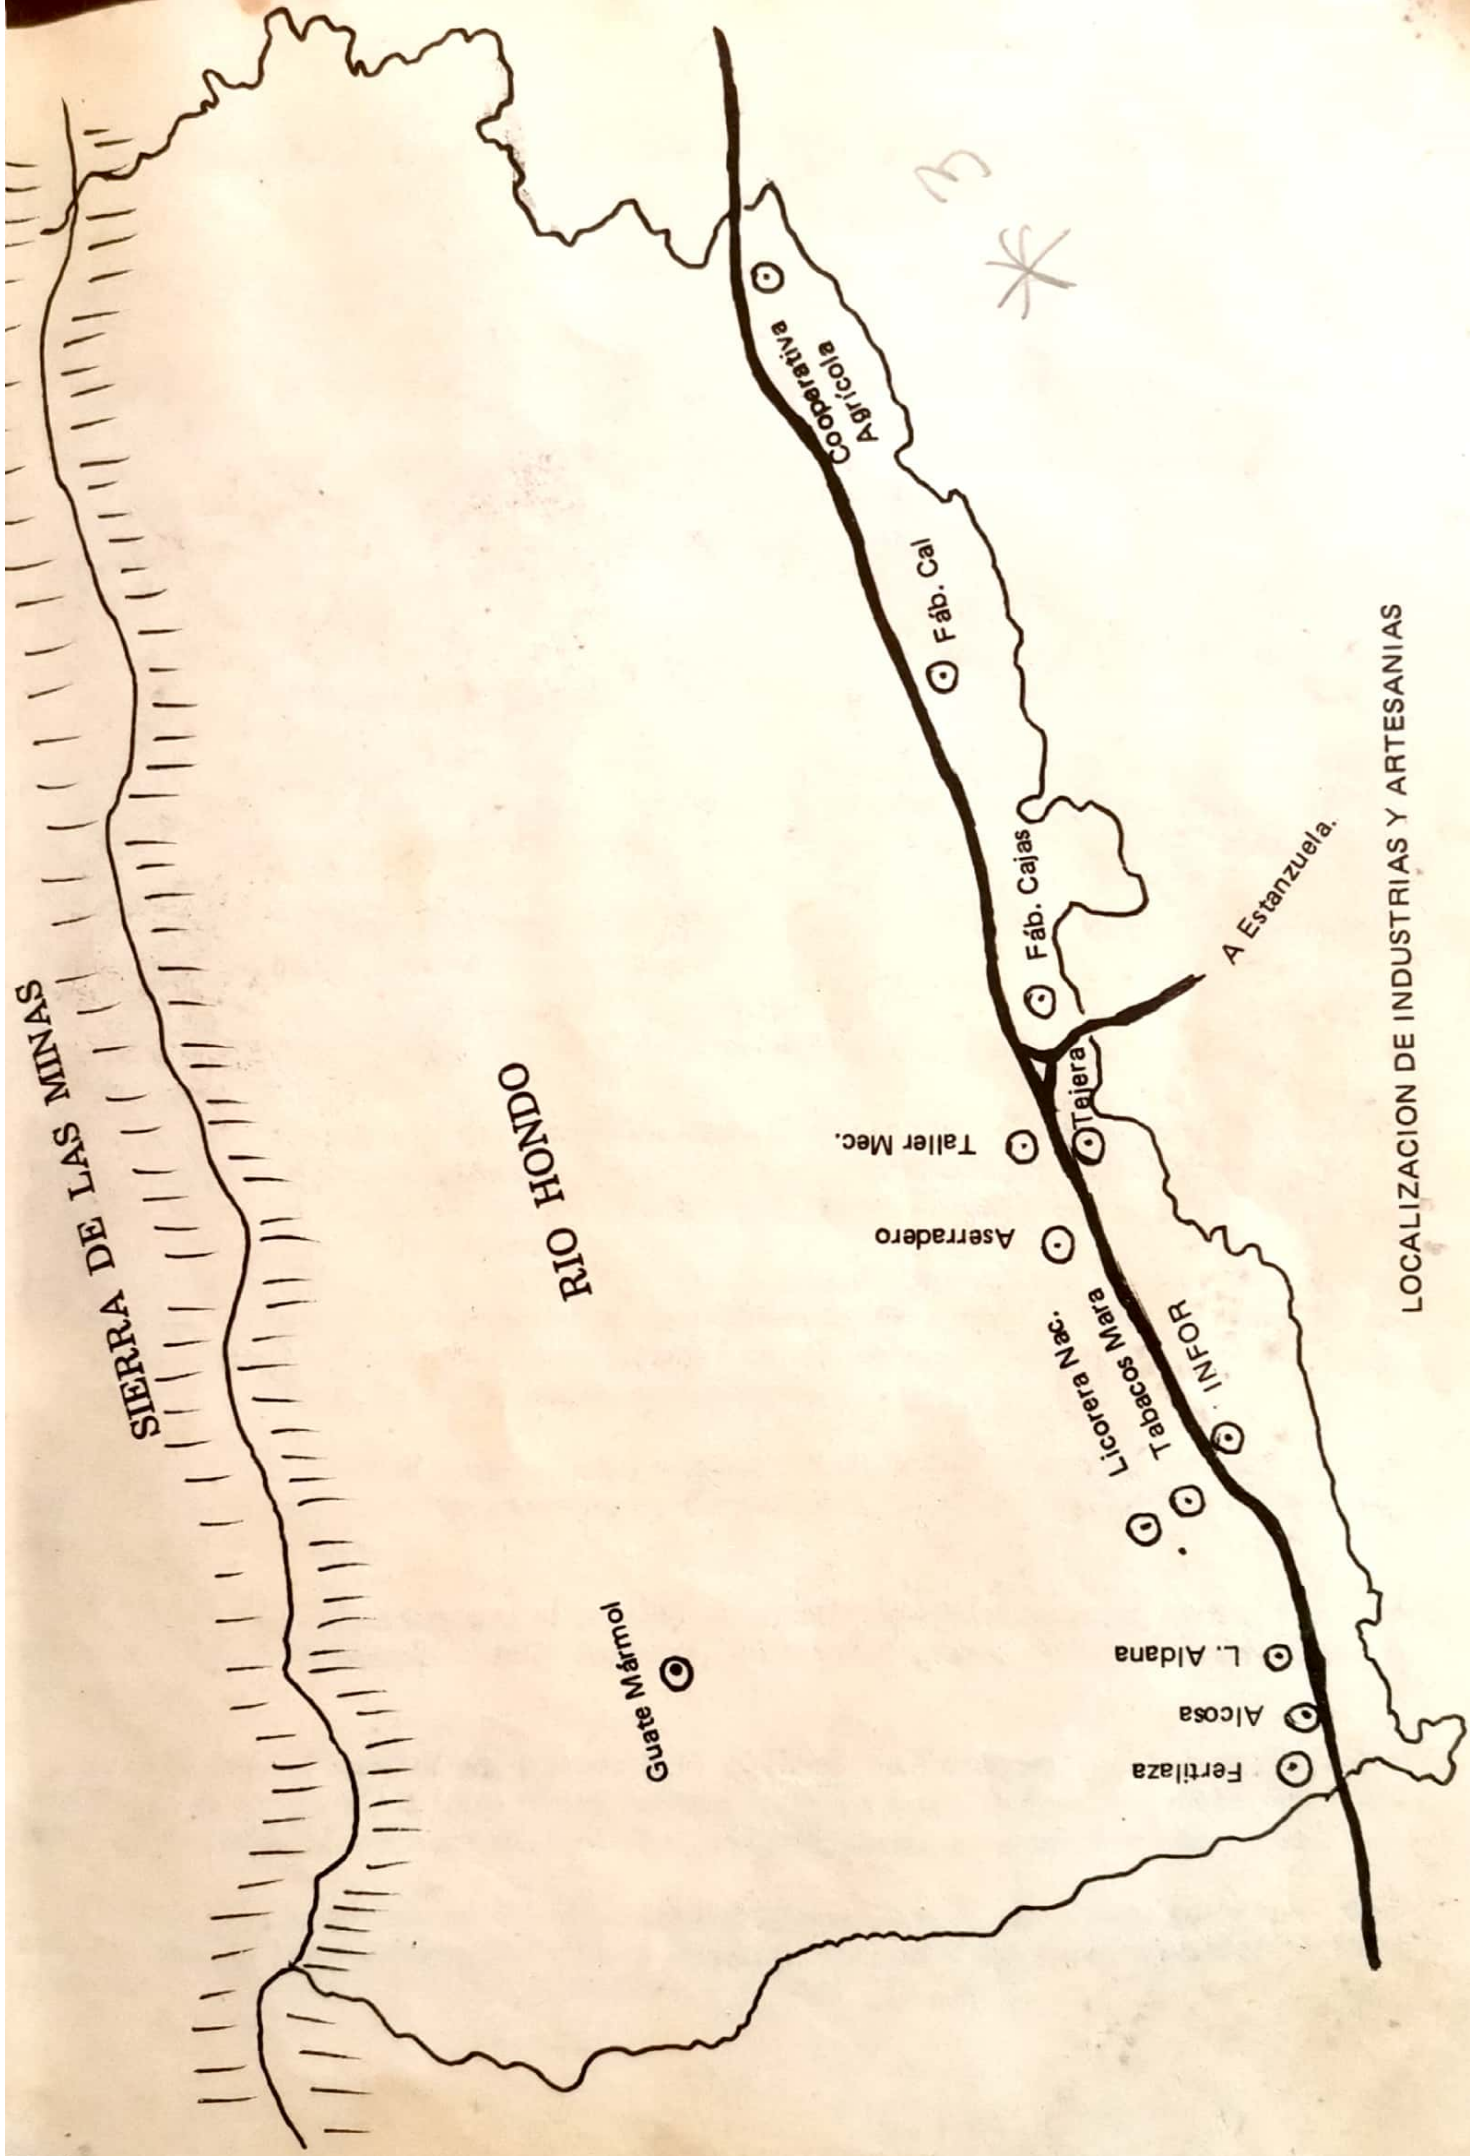 SIERRA DE LAS MINAS
RIO HONDO
Guate Mármol
Fertilaza
Alcosa
L. Aldana
Licorera Nac.
Tabacos Mara
INFOR
Aserradero
Taller Mec.
Tejera
Fáb. Cajas
A Estanzuela.
Fáb. Cal
Cooperativa
Agrícola
3
*
LOCALIZACION DE INDUSTRIAS Y ARTESANIAS